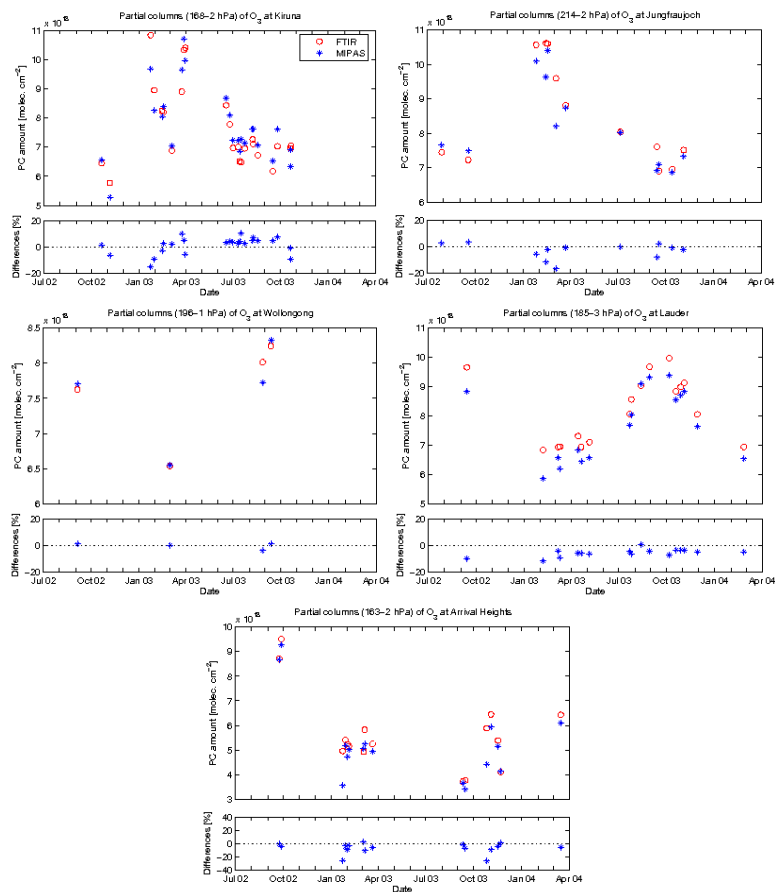 Partial columns (168–2 hPa) of O3 at Kiruna
x 10^18
11
10
9
8
7
6
5
PC amount [molec. cm-2]
FTIR
MIPAS
20
0
−20
Differences [%]
Jul 02 Oct 02 Jan 03 Apr 03 Jul 03 Oct 03 Jan 04 Apr 04
Date
Partial columns (214–2 hPa) of O3 at Jungfraujoch
11
10
9
8
7
6
5
PC amount [molec. cm-2]
20
0
−20
Differences [%]
Jul 02 Oct 02 Jan 03 Apr 03 Jul 03 Oct 03 Jan 04 Apr 04
Date
Partial columns (196–1 hPa) of O3 at Wollongong
8.5
8
7.5
7
6.5
6
PC amount [molec. cm-2]
20
0
−20
Differences [%]
Jul 02 Oct 02 Jan 03 Apr 03 Jul 03 Oct 03 Jan 04 Apr 04
Date
Partial columns (185–3 hPa) of O3 at Lauder
11
10
9
8
7
6
5
PC amount [molec. cm-2]
20
0
−20
Differences [%]
Jul 02 Oct 02 Jan 03 Apr 03 Jul 03 Oct 03 Jan 04 Apr 04
Date
Partial columns (163–2 hPa) of O3 at Arrival Heights
10
9
8
7
6
5
4
3
PC amount [molec. cm-2]
40
20
0
−20
−40
Differences [%]
Jul 02 Oct 02 Jan 03 Apr 03 Jul 03 Oct 03 Jan 04 Apr 04
Date